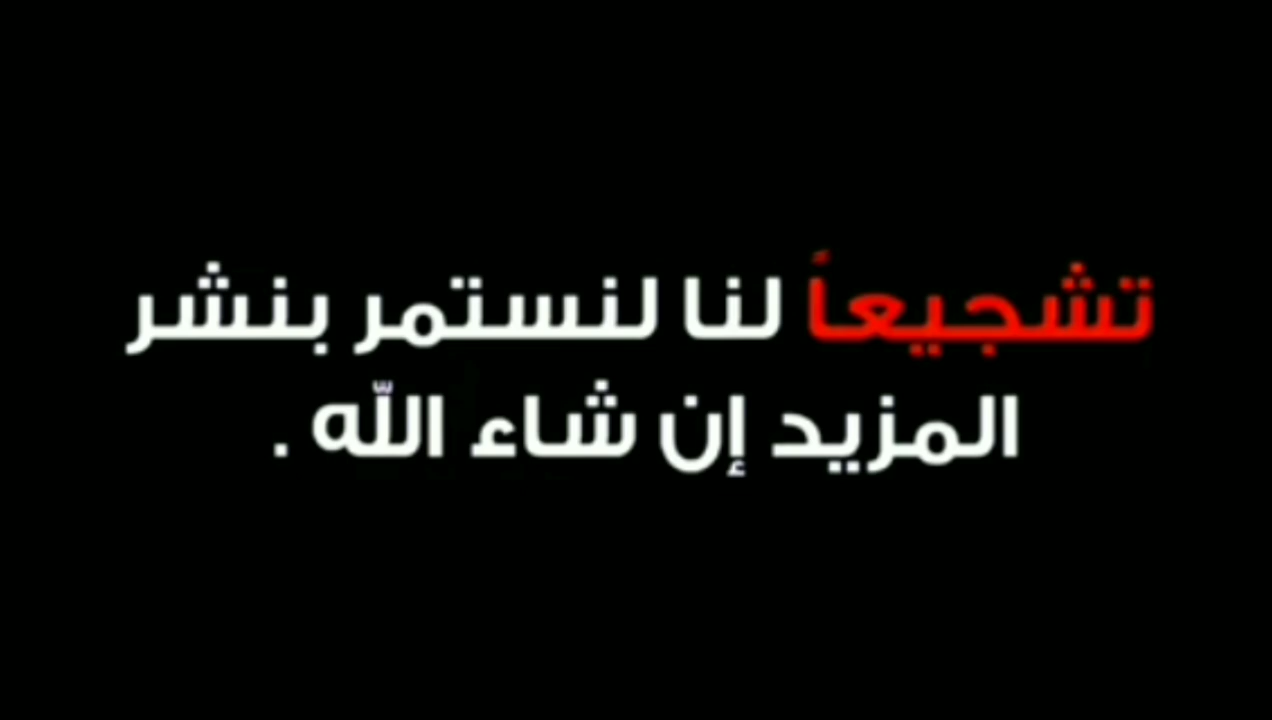 تشجيعاً لنا لنستمر بنشر
المزيد إن شاء اللّه .